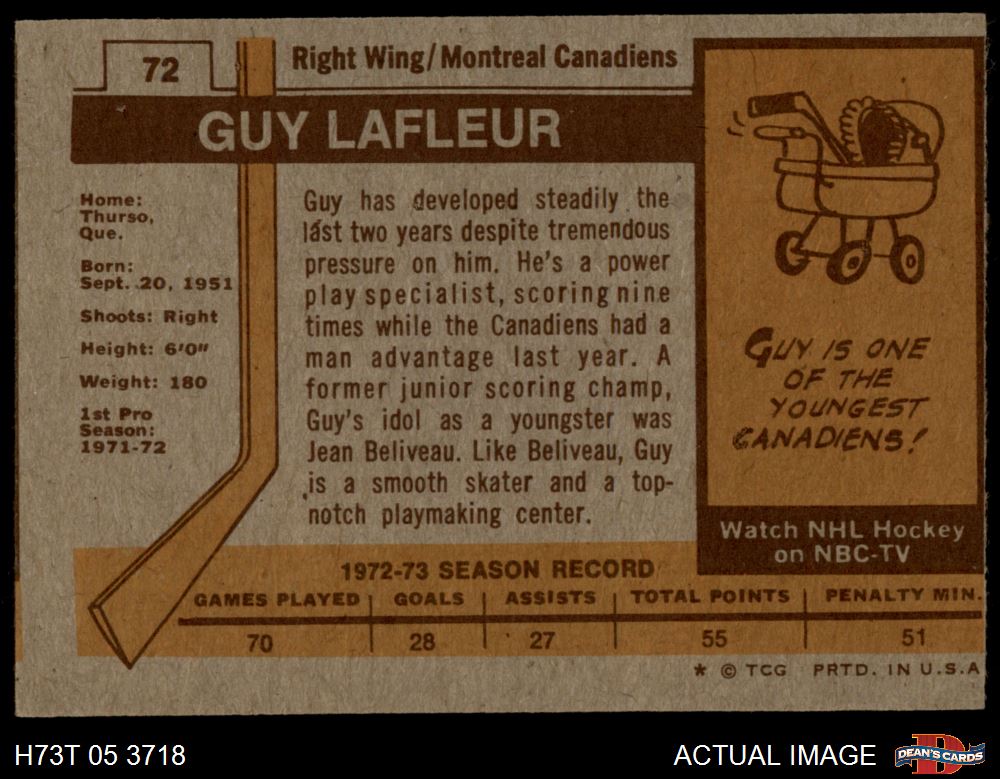 72
Right Wing/Montreal Canadiens
GUY LAFLEUR
Home:
Thurso,
Que.
Born:
Sept. 20, 1951
Shoots: Right
Height: 6'0"
Weight: 180
1st Pro
Season:
1971-72
Guy has developed steadily the
last two years despite tremendous
pressure on him. He's a power
play specialist, scoring nine
times while the Canadiens had a
man advantage last year. A
former junior scoring champ,
Guy's idol as a youngster was
Jean Beliveau. Like Beliveau, Guy
is a smooth skater and a top-
notch playmaking center.
GUY IS ONE
OF THE
YOUNGEST
CANADIENS!
Watch NHL Hockey
on NBC-TV
1972-73 SEASON RECORD
GAMES PLAYED GOALS ASSISTS TOTAL POINTS PENALTY MIN.
70 28 27 55 51
* © TCG PRTD. IN U.S.A
H73T 05 3718
ACTUAL IMAGE
DEAN'S CARDS